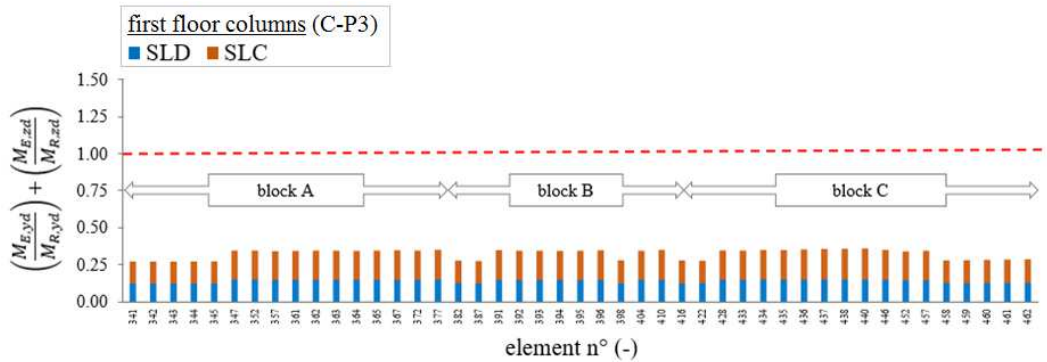 first floor columns (C-P3)
SLD SLC
1.50
1.25
1.00
0.75
0.50
0.25
0.00
(M_E,yd / M_R,yd) + (M_E,zd / M_R,zd)
block A block B block C
341 342 343 344 345 347 352 357 361 362 363 364 365 367 372 377 382 387 391 392 393 394 395 396 398 404 410 416 422 428 433 434 435 436 437 438 440 446 452 457 458 459 460 461 462
element n° (-)